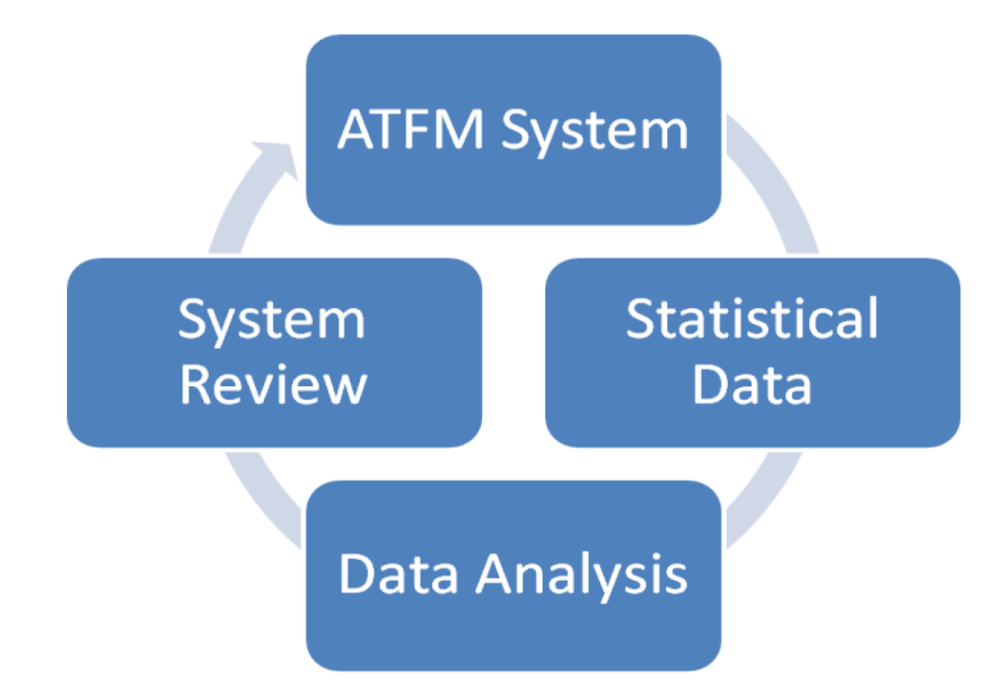 ATFM System
System
Review
Statistical
Data
Data Analysis